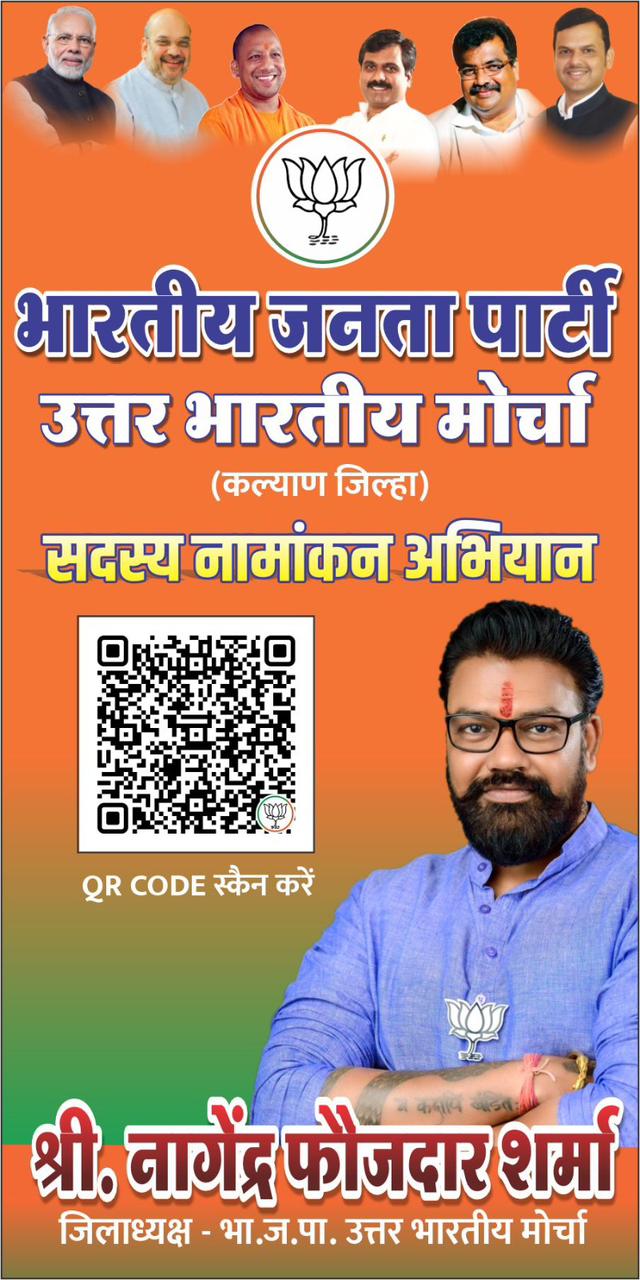 भारतीय जनता पार्टी
उत्तर भारतीय मोर्चा
(कल्याण जिल्हा)
सदस्य नामांकन अभियान
QR CODE स्कैन करें
श्री. नागेंद्र फौजदार शर्मा
जिलाध्यक्ष - भा.ज.पा. उत्तर भारतीय मोर्चा